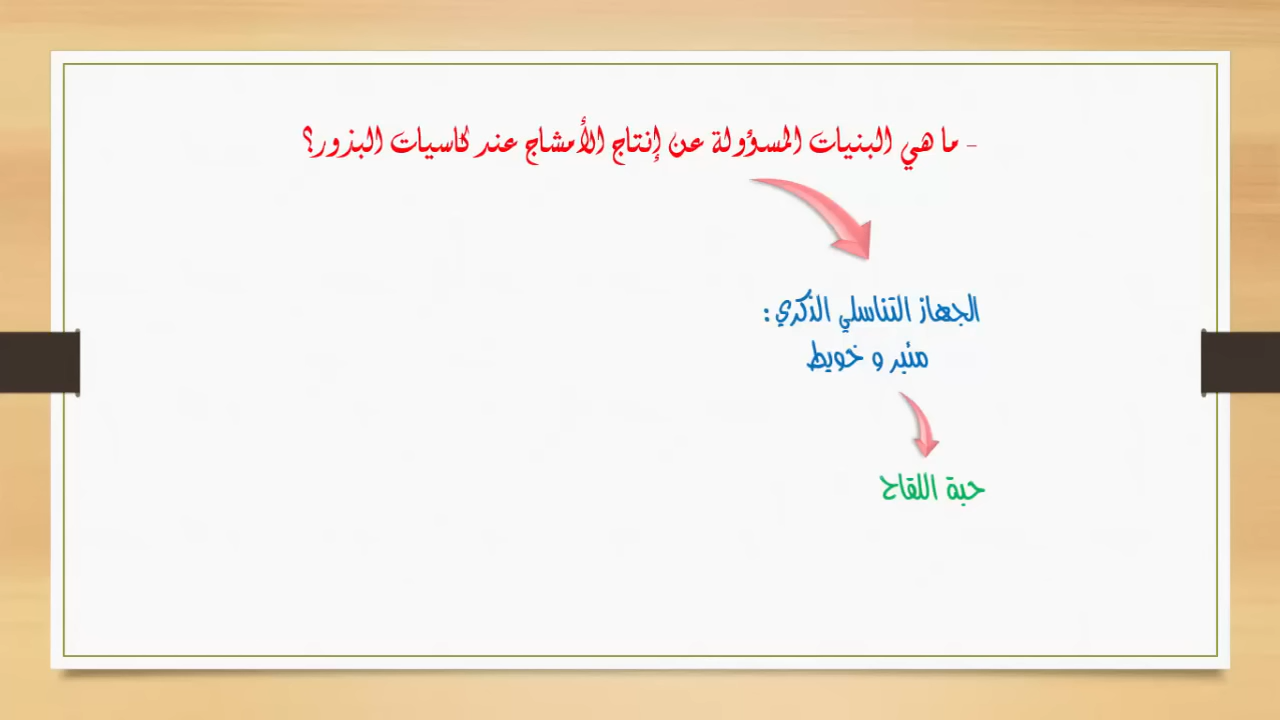 - ما هي البنيات المسؤولة عن إنتاج الأمشاج عند كاسيات البذور؟
الجهاز التناسلي الذكري :
مئبر و خويط
حبة اللقاح